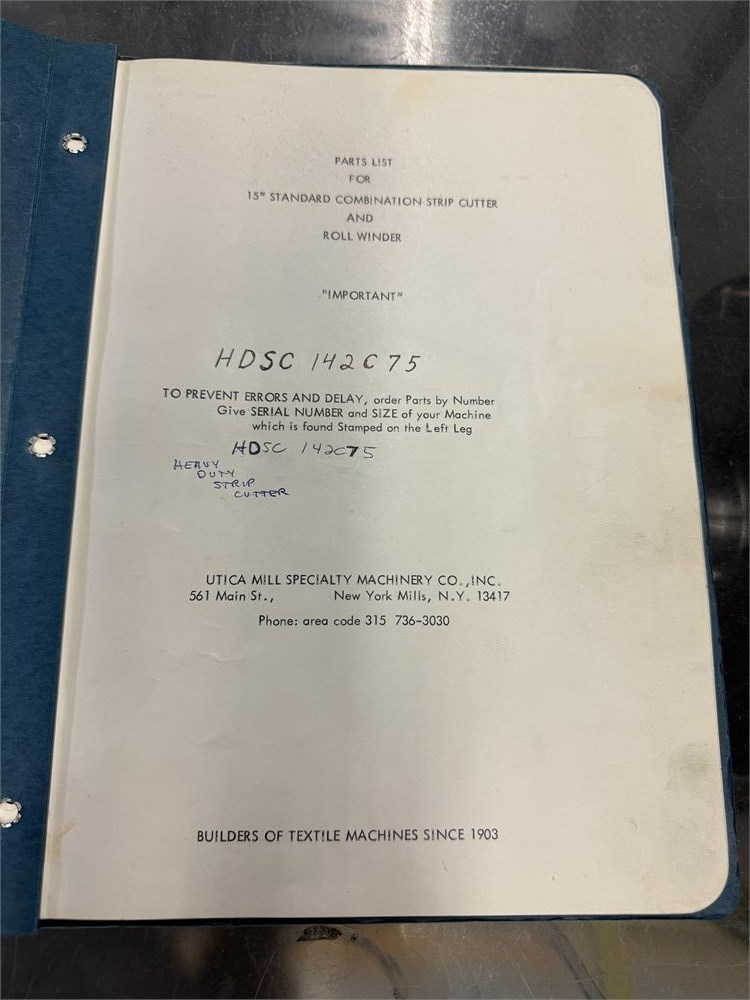 PARTS LIST
FOR
15" STANDARD COMBINATION STRIP CUTTER
AND
ROLL WINDER
"IMPORTANT"
HDSC 142C75
TO PREVENT ERRORS AND DELAY, order Parts by Number
Give SERIAL NUMBER and SIZE of your Machine
which is found Stamped on the Left Leg
HDSC 142C75
HEAVY
DUTY
STRIP
CUTTER
UTICA MILL SPECIALTY MACHINERY CO.,INC.
561 Main St., New York Mills, N.Y. 13417
Phone: area code 315 736-3030
BUILDERS OF TEXTILE MACHINES SINCE 1903